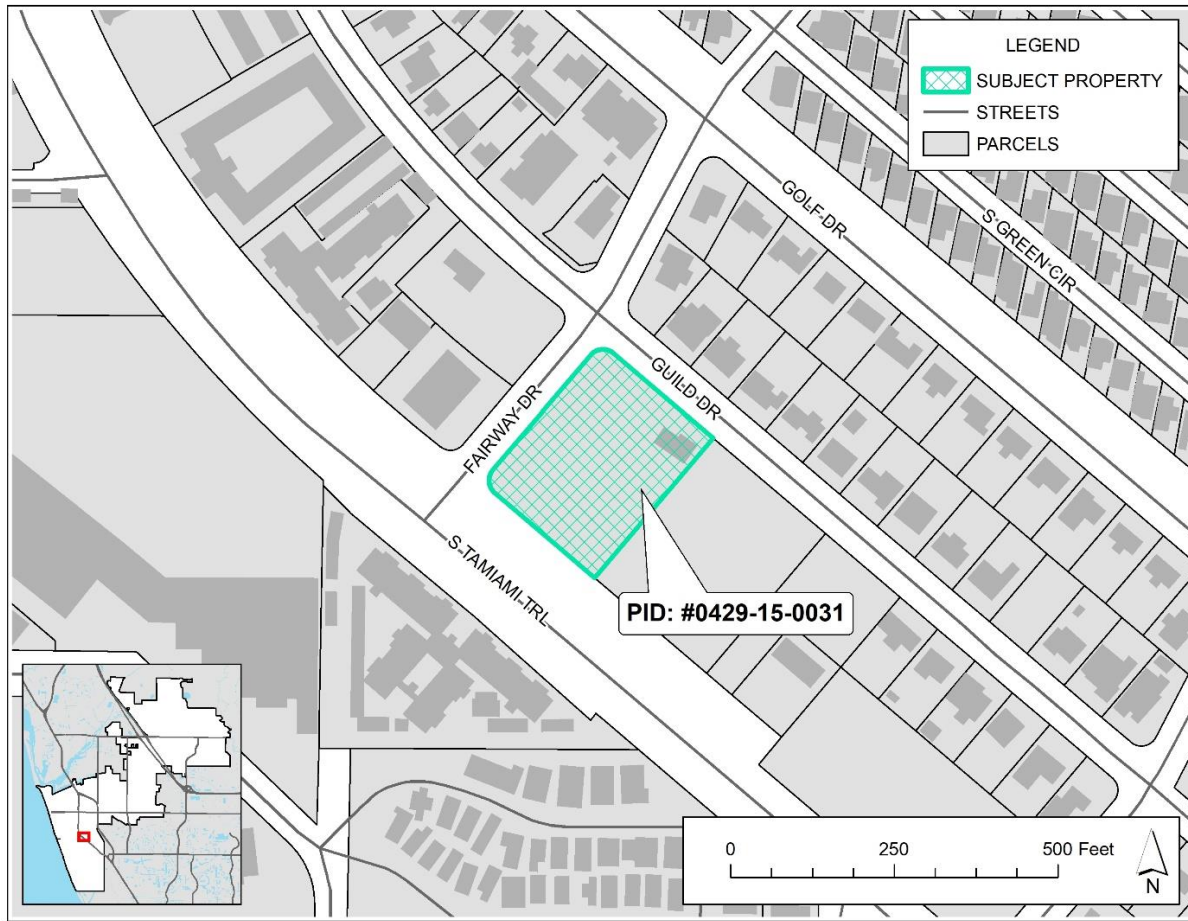 LEGEND
SUBJECT PROPERTY
STREETS
PARCELS
GOLF DR
S GREEN CIR
GUILD DR
FAIRWAY DR
S TAMIAMI TRL
PID: #0429-15-0031
0 250 500 Feet
N